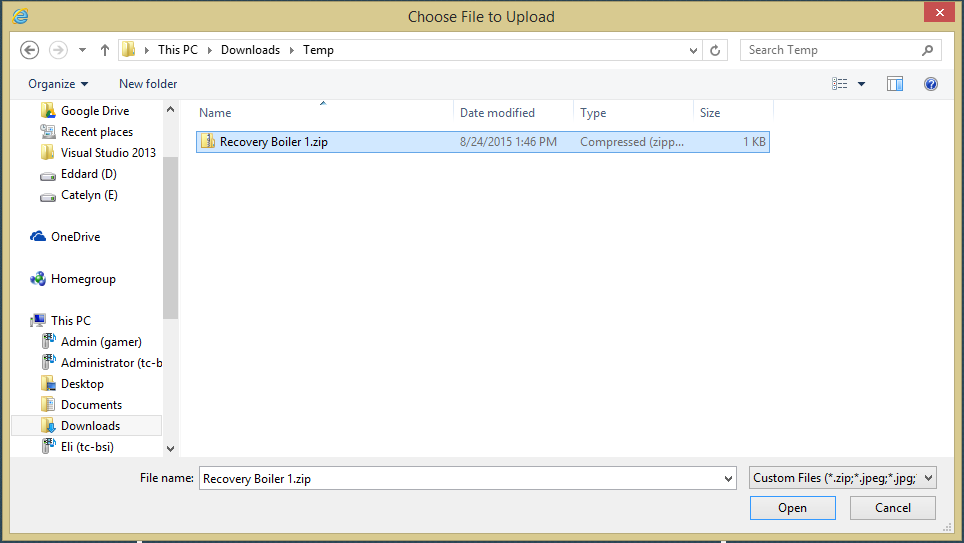 Choose File to Upload
This PC Downloads Temp
Search Temp
Organize New folder
Name Date modified Type Size
Google Drive
Recent places
Visual Studio 2013
Eddard (D)
Catelyn (E)
OneDrive
Homegroup
This PC
Admin (gamer)
Administrator (tc-b
Desktop
Documents
Downloads
Eli (tc-bsi)
Recovery Boiler 1.zip 8/24/2015 1:46 PM Compressed (zipp... 1 KB
File name: Recovery Boiler 1.zip Custom Files (*.zip;*.jpeg;*.jpg;
Open Cancel